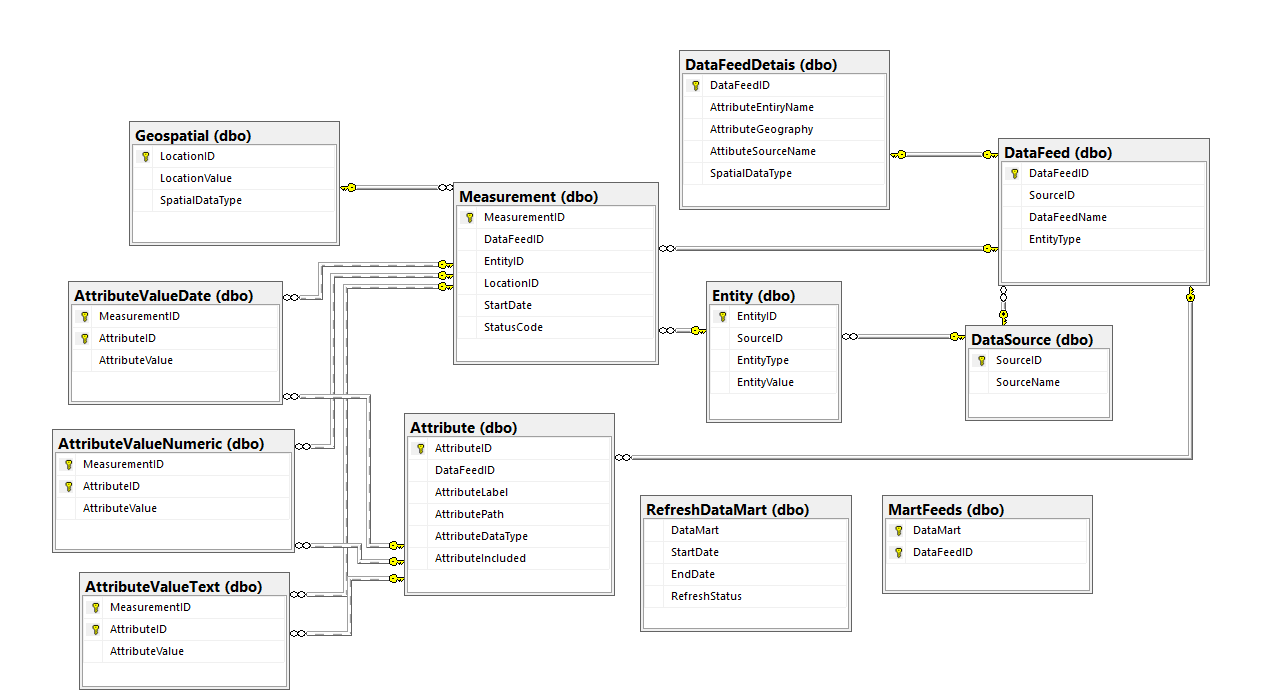 DataFeedDetais (dbo)
DataFeedID
AttributeEntiryName
AttributeGeography
AttibuteSourceName
SpatialDataType
Geospatial (dbo)
LocationID
LocationValue
SpatialDataType
DataFeed (dbo)
DataFeedID
SourceID
DataFeedName
EntityType
Measurement (dbo)
MeasurementID
DataFeedID
EntityID
LocationID
StartDate
StatusCode
AttributeValueDate (dbo)
MeasurementID
AttributeID
AttributeValue
Entity (dbo)
EntityID
SourceID
EntityType
EntityValue
DataSource (dbo)
SourceID
SourceName
AttributeValueNumeric (dbo)
MeasurementID
AttributeID
AttributeValue
Attribute (dbo)
AttributeID
DataFeedID
AttributeLabel
AttributePath
AttributeDataType
AttributeIncluded
RefreshDataMart (dbo)
DataMart
StartDate
EndDate
RefreshStatus
MartFeeds (dbo)
DataMart
DataFeedID
AttributeValueText (dbo)
MeasurementID
AttributeID
AttributeValue